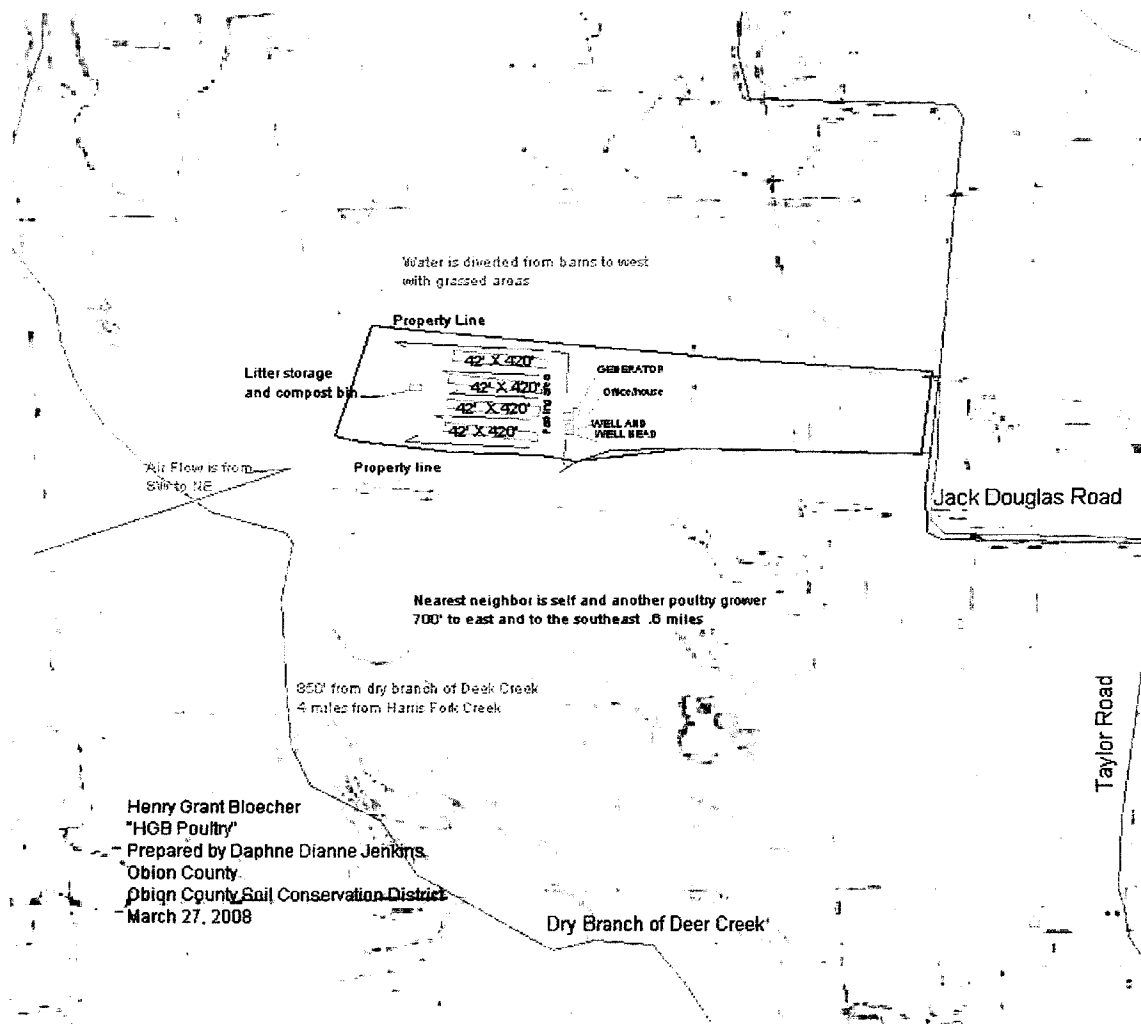 Water is diverted from barns to west
with grassed areas
Property Line
42' X 420'
42' X 420'
42' X 420'
42' X 420'
Parking area
GENERATOR
Office/house
WELL AND
WELL HEAD
Litter storage
and compost bin
Property line
Air Flow is from
SW to NE
Jack Douglas Road
Nearest neighbor is self and another poultry grower
700' to east and to the southeast .6 miles
850' from dry branch of Deek Creek
4 miles from Harris Fork Creek
Taylor Road
Henry Grant Bloecher
"HGB Poultry"
Prepared by Daphne Dianne Jenkins
Obion County
Obion County Soil Conservation District
March 27, 2008
Dry Branch of Deer Creek